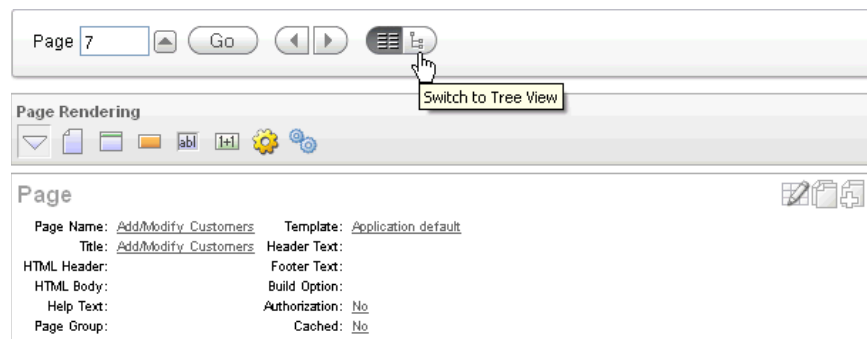 Page 7 Go
Switch to Tree View
Page Rendering
abl 1+1
Page
Page Name: Add/Modify Customers Template: Application default
Title: Add/Modify Customers Header Text:
HTML Header: Footer Text:
HTML Body: Build Option:
Help Text: Authorization: No
Page Group: Cached: No